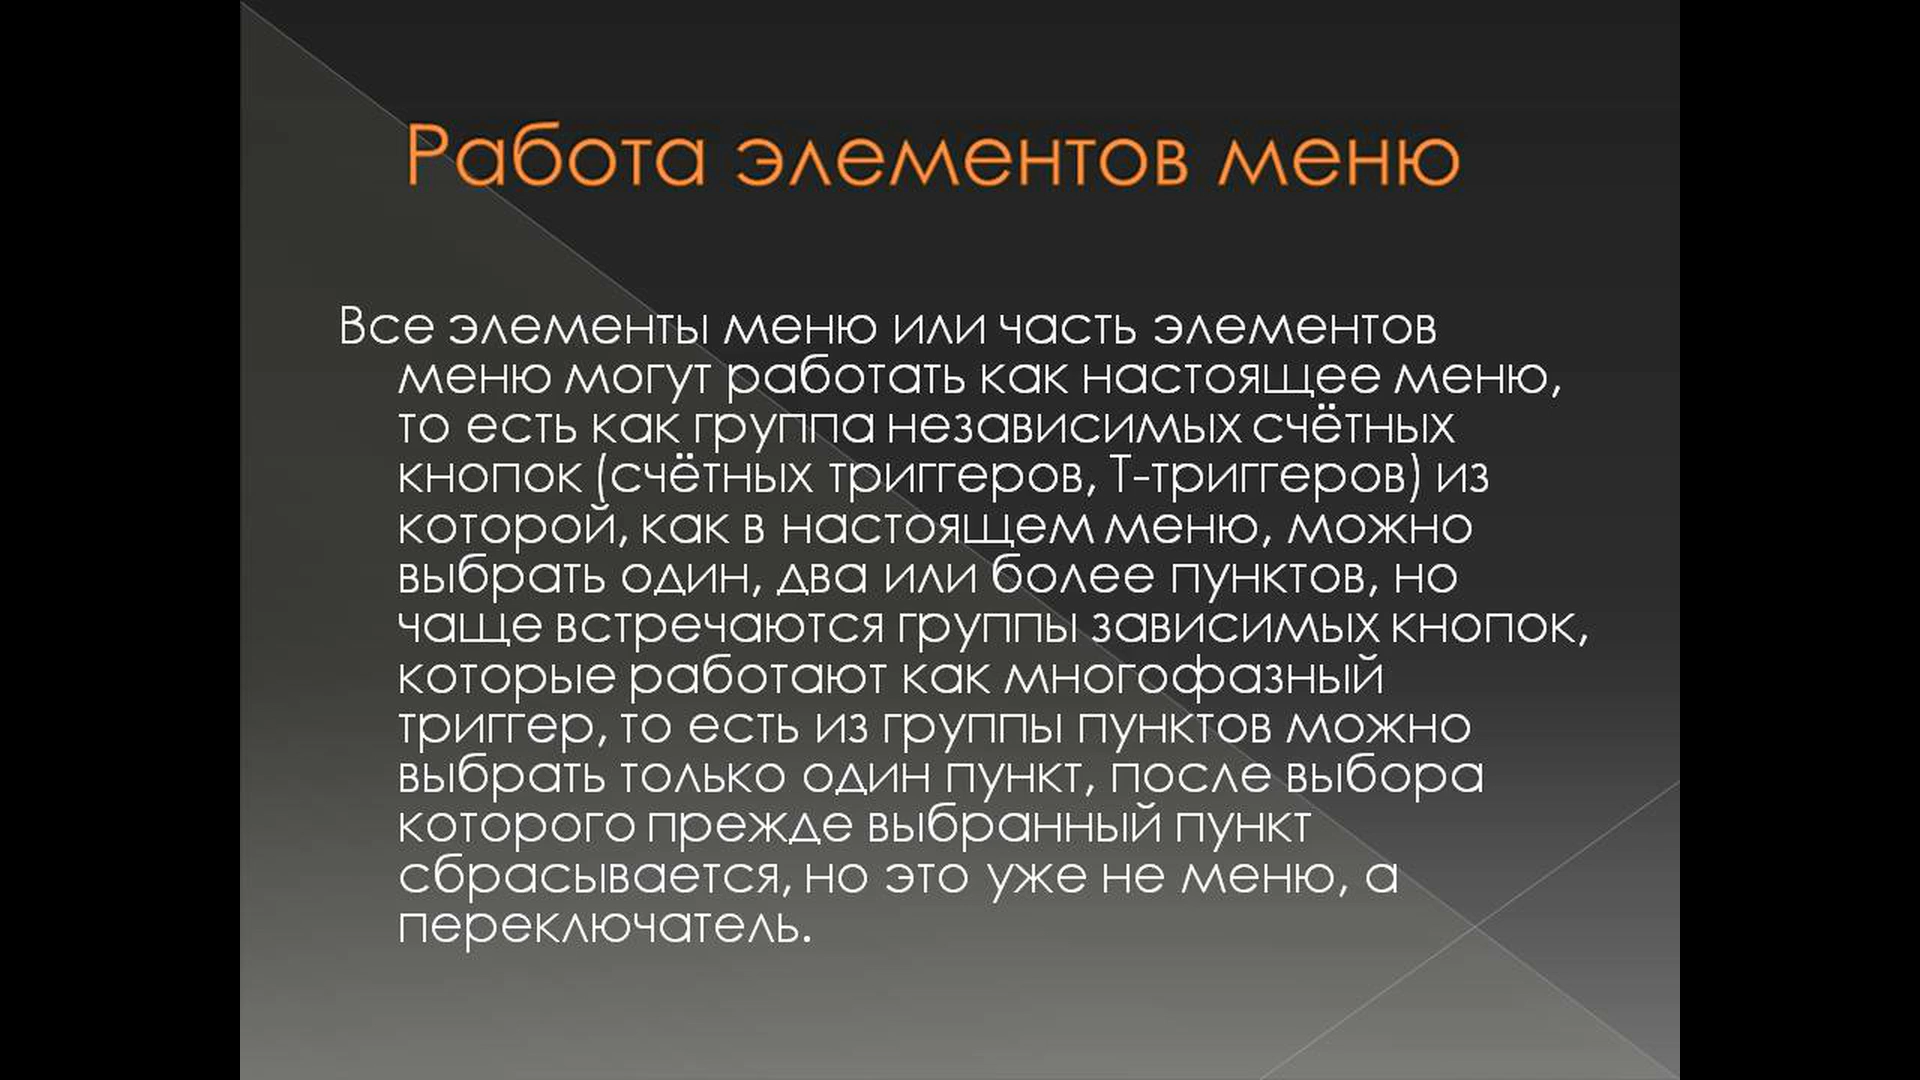 Работа элементов меню
Все элементы меню или часть элементов
меню могут работать как настоящее меню,
то есть как группа независимых счётных
кнопок (счётных триггеров, Т-триггеров) из
которой, как в настоящем меню, можно
выбрать один, два или более пунктов, но
чаще встречаются группы зависимых кнопок,
которые работают как многофазный
триггер, то есть из группы пунктов можно
выбрать только один пункт, после выбора
которого прежде выбранный пункт
сбрасывается, но это уже не меню, а
переключатель.